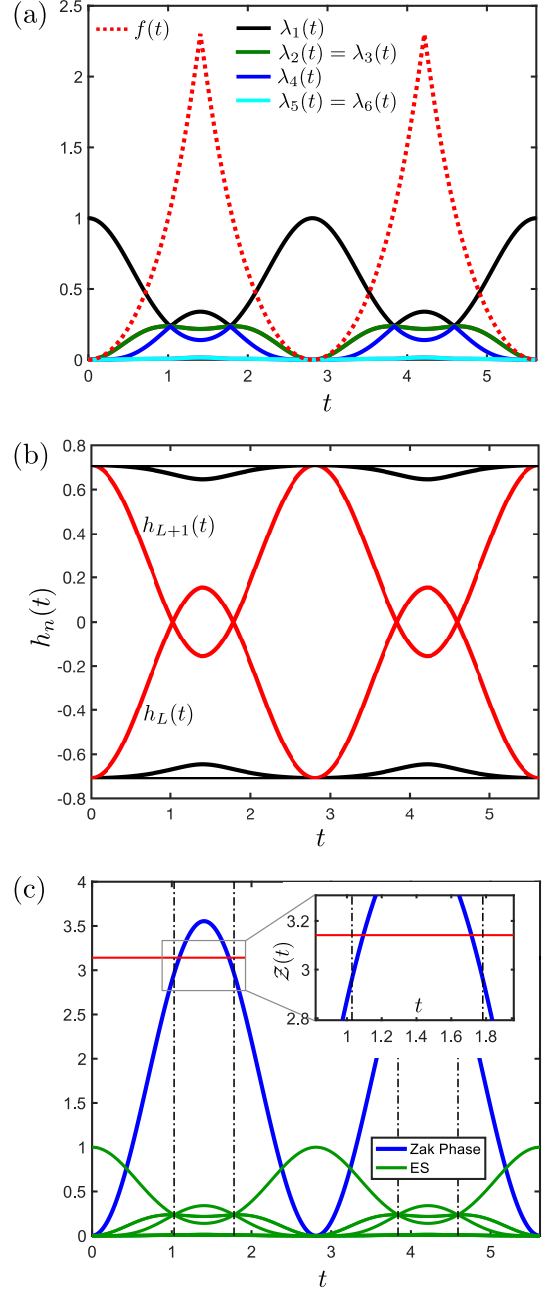 (a)
2.5
2
1.5
1
0.5
0
f(t)
λ₁(t)
λ₂(t) = λ₃(t)
λ₄(t)
λ₅(t) = λ₆(t)
0 1 2 3 4 5
t
(b)
0.8
0.6
0.4
0.2
0
-0.2
-0.4
-0.6
-0.8
hₙ(t)
h_{L+1}(t)
h_L(t)
0 1 2 3 4 5
t
(c)
4
3.5
3
2.5
2
1.5
1
0.5
0
3.2
3
2.8
𝒵(t)
t
1 1.2 1.4 1.6 1.8
Zak Phase
ES
0 1 2 3 4 5
t